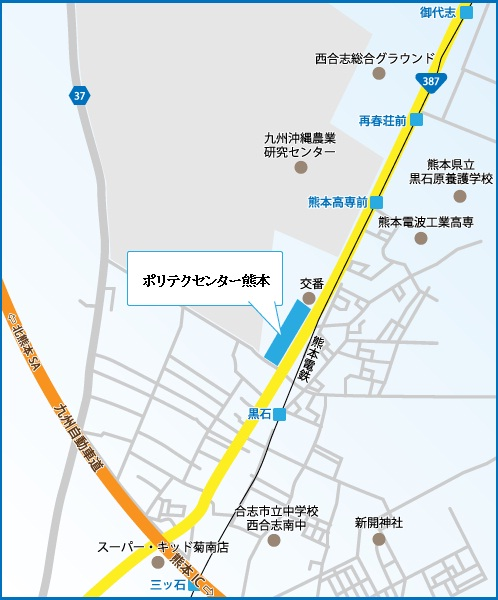 御代志
西合志総合グラウンド
387
37
再春荘前
九州沖縄農業
研究センター
熊本県立
黒石原養護学校
熊本高専前
熊本電波工業高専
ポリテクセンター熊本
交番
⇦北熊本SA
熊本電鉄
九州自動車道
黒石
合志市立中学校
西合志南中
新開神社
スーパー・キッド菊南店
熊本IC⇨
三ッ石